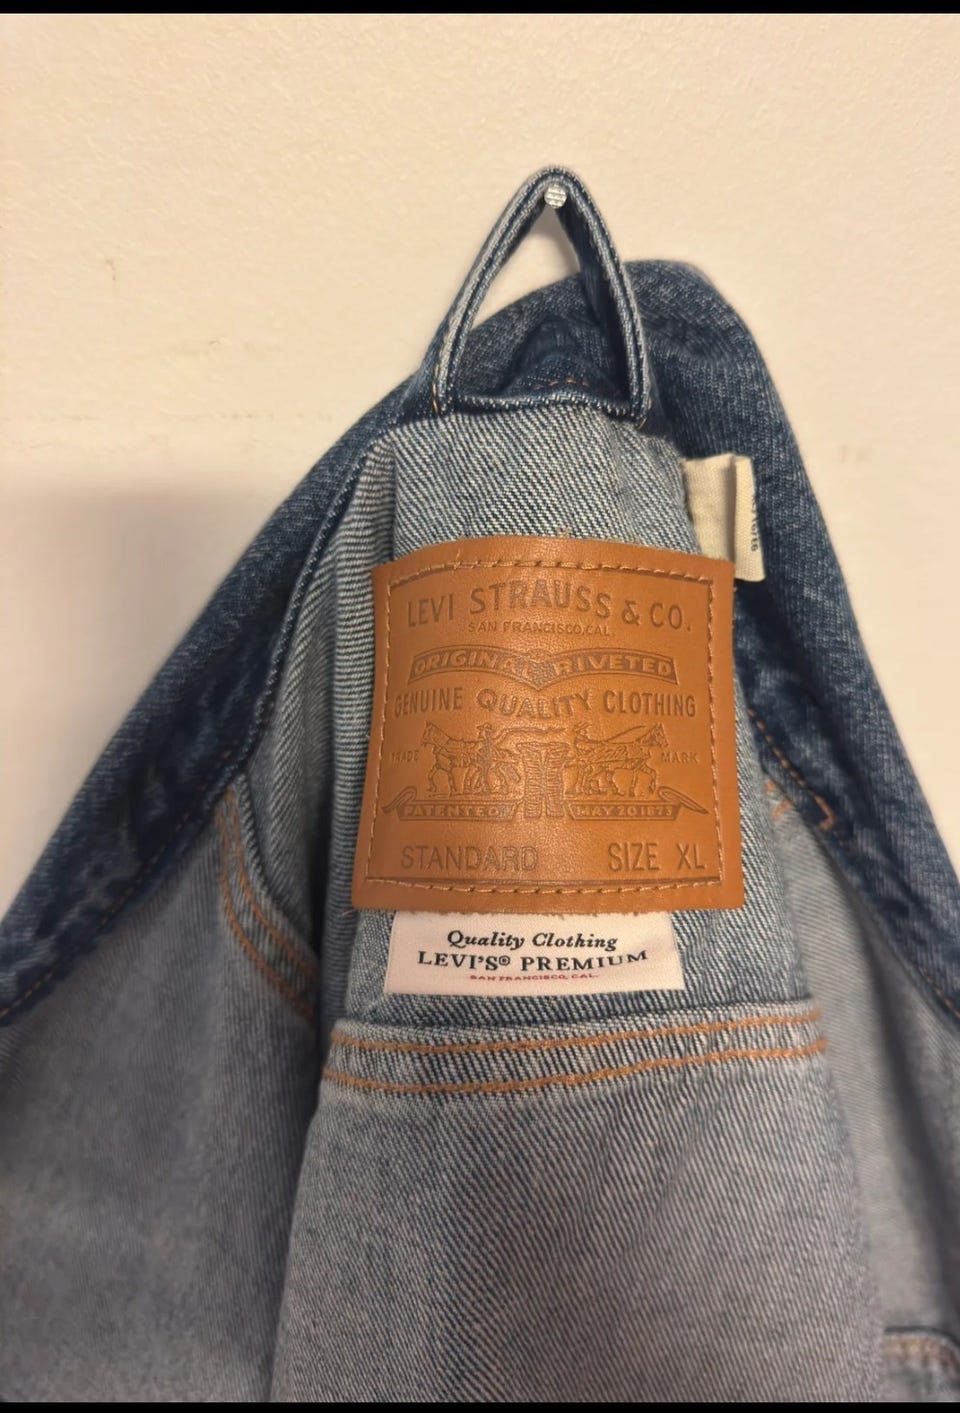 LEVI STRAUSS & CO.
SAN FRANCISCO, CAL.
ORIGINAL RIVETED
GENUINE QUALITY CLOTHING
TRADE MARK
PATENTED MAY 20 1873
STANDARD SIZE XL
Quality Clothing
LEVI'S® PREMIUM
SAN FRANCISCO, CAL.